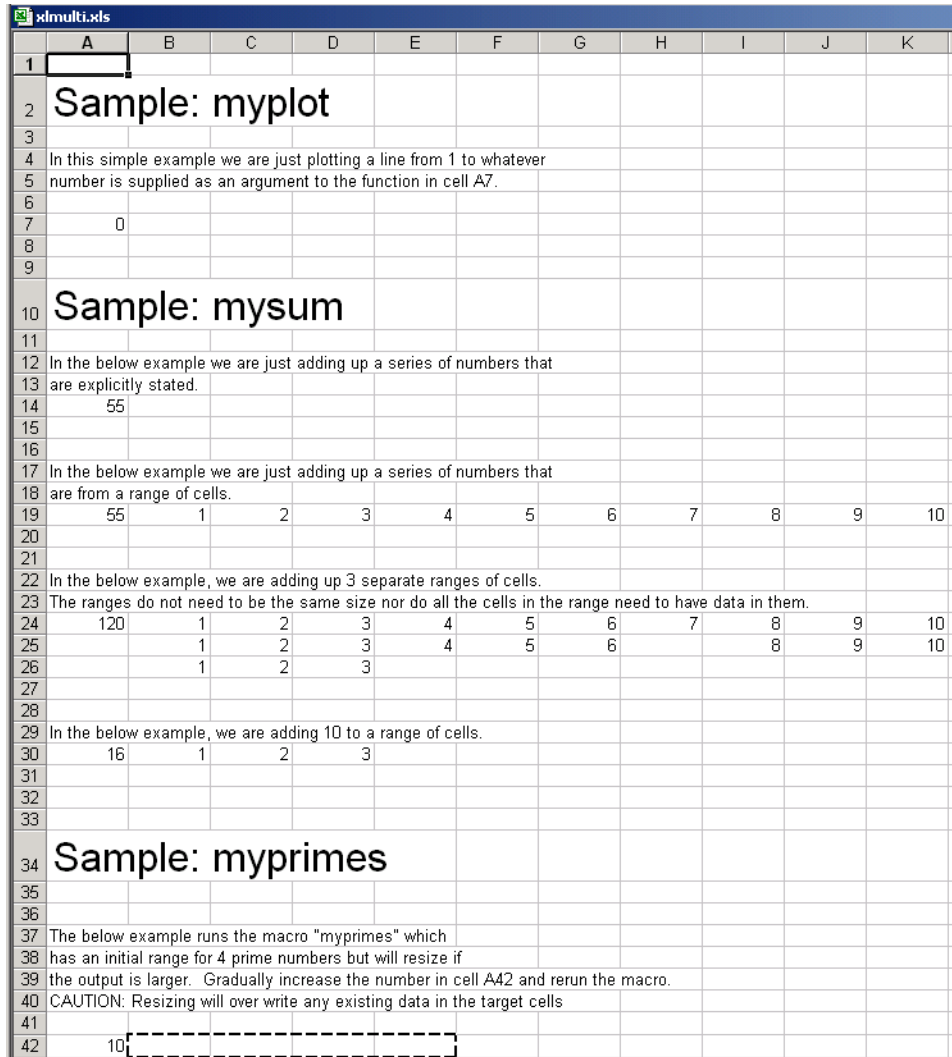 xlmulti.xls
A B C D E F G H I J K
1
2 Sample: myplot
3
4 In this simple example we are just plotting a line from 1 to whatever
5 number is supplied as an argument to the function in cell A7.
6
7 0
8
9
10 Sample: mysum
11
12 In the below example we are just adding up a series of numbers that
13 are explicitly stated.
14 55
15
16
17 In the below example we are just adding up a series of numbers that
18 are from a range of cells.
19 55 1 2 3 4 5 6 7 8 9 10
20
21
22 In the below example, we are adding up 3 separate ranges of cells.
23 The ranges do not need to be the same size nor do all the cells in the range need to have data in them.
24 120 1 2 3 4 5 6 7 8 9 10
25 1 2 3 4 5 6 8 9 10
26 1 2 3
27
28
29 In the below example, we are adding 10 to a range of cells.
30 16 1 2 3
31
32
33
34 Sample: myprimes
35
36
37 The below example runs the macro "myprimes" which
38 has an initial range for 4 prime numbers but will resize if
39 the output is larger. Gradually increase the number in cell A42 and rerun the macro.
40 CAUTION: Resizing will over write any existing data in the target cells
41
42 10